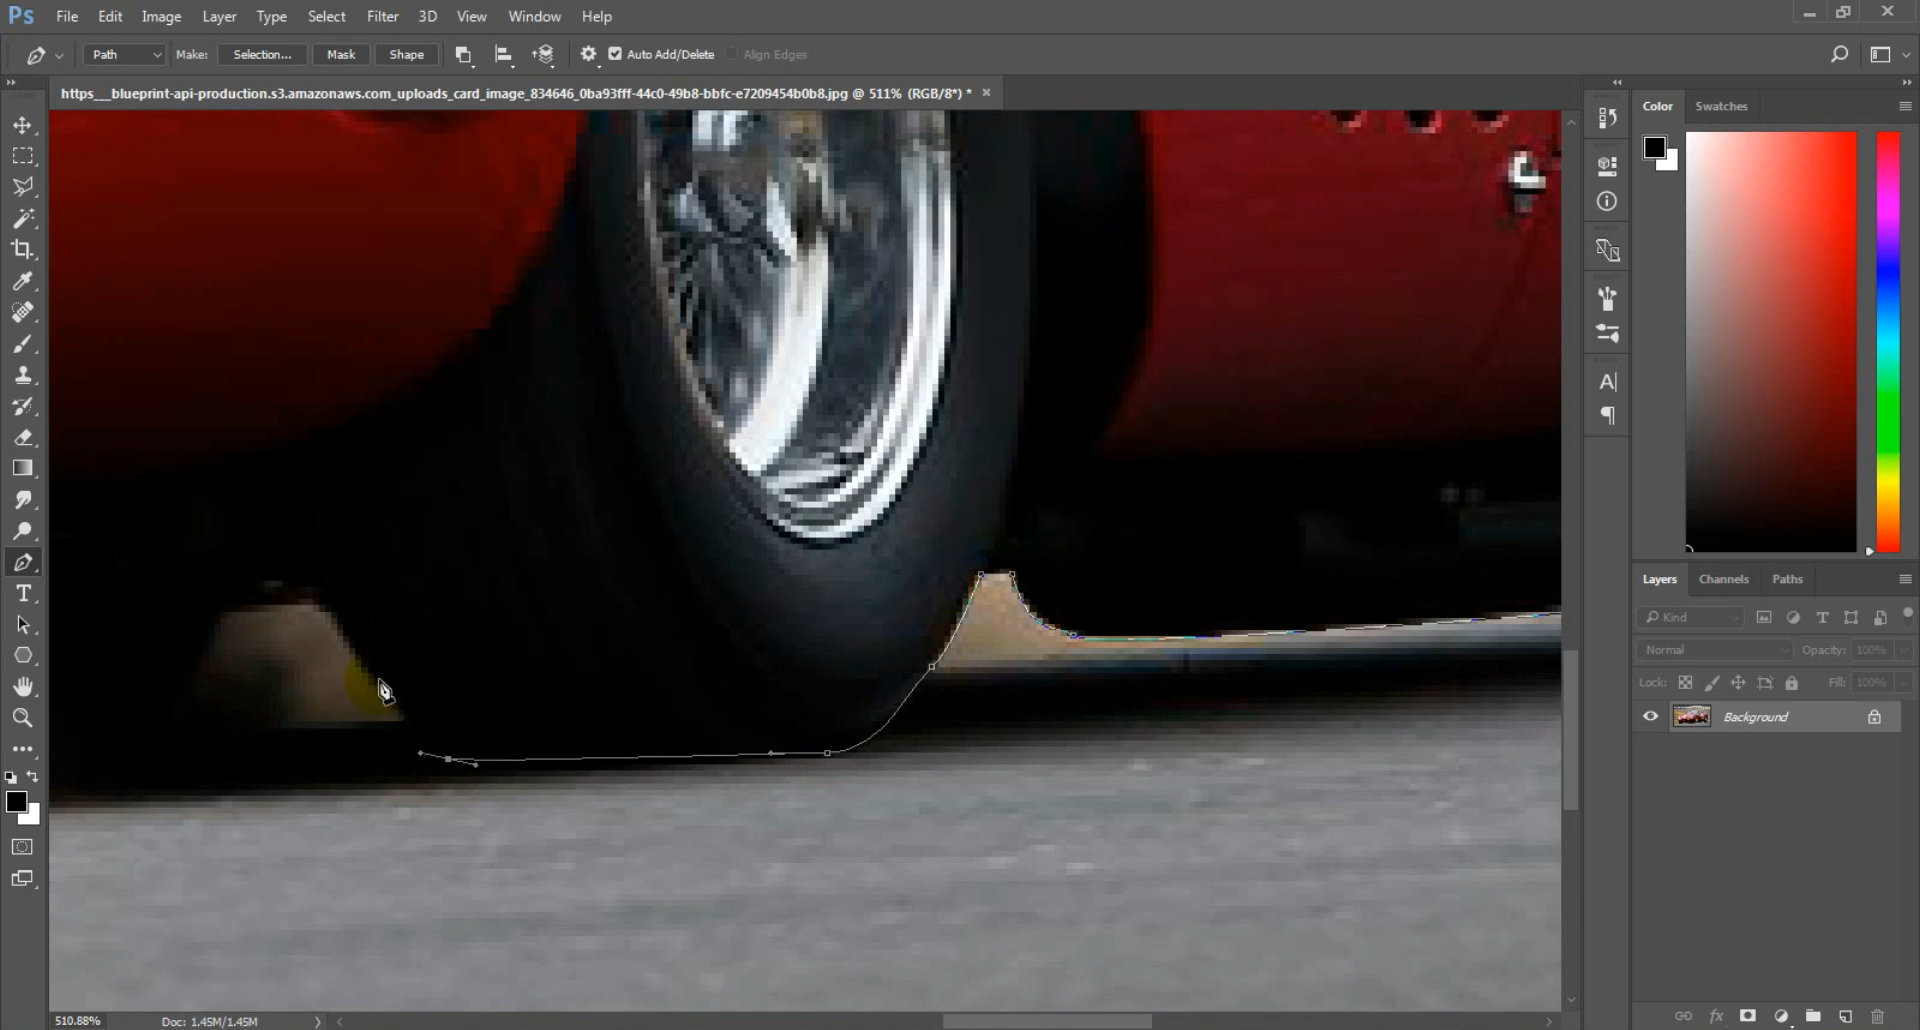 Ps File Edit Image Layer Type Select Filter 3D View Window Help
Path Make: Selection... Mask Shape Auto Add/Delete Align Edges
https___blueprint-api-production.s3.amazonaws.com_uploads_card_image_834646_0ba93fff-44c0-49b8-bbfc-e7209454b0b8.jpg @ 511% (RGB/8*) *
Color Swatches
Layers Channels Paths
Kind
Normal Opacity: 100%
Lock: Fill: 100%
Background
510.88% Doc: 1.45M/1.45M